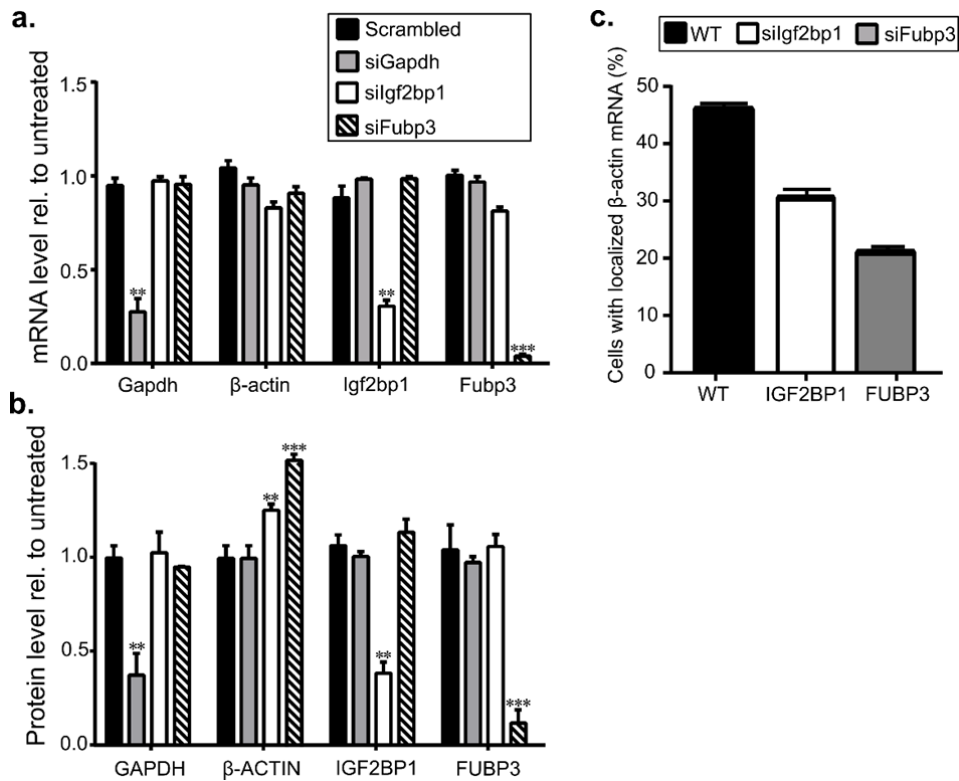 a.
Scrambled
siGapdh
siIgf2bp1
siFubp3
mRNA level rel. to untreated
1.5
1.0
0.5
0.0
**
**
***
Gapdh β-actin Igf2bp1 Fubp3
b.
Protein level rel. to untreated
1.5
1.0
0.5
0.0
**
**
***
**
***
GAPDH β-ACTIN IGF2BP1 FUBP3
c.
WT siIgf2bp1 siFubp3
Cells with localized β-actin mRNA (%)
50
40
30
20
10
0
WT IGF2BP1 FUBP3